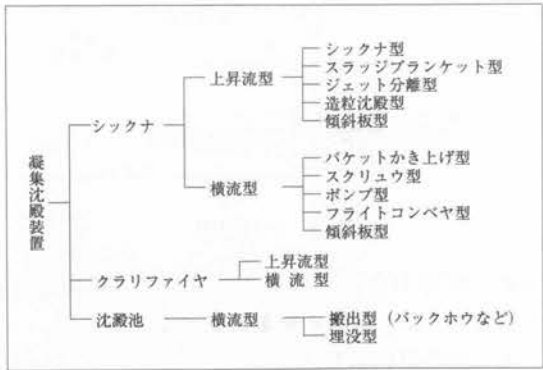 凝集沈殿装置
シックナ
上昇流型
シックナ型
スラッジブランケット型
ジェット分離型
造粒沈殿型
傾斜板型
横流型
バケットかき上げ型
スクリュウ型
ポンプ型
フライトコンベヤ型
傾斜板型
クラリファイヤ
上昇流型
横流型
沈澱池
横流型
搬出型（バックホウなど）
埋没型